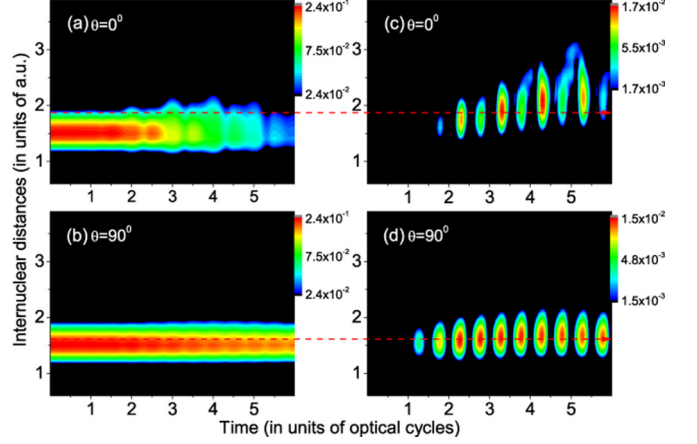 (a) θ=0⁰
2.4x10⁻¹
7.5x10⁻²
2.4x10⁻²
3
2
1
1 2 3 4 5
(c) θ=0⁰
1.7x10⁻²
5.5x10⁻³
1.7x10⁻³
3
2
1
1 2 3 4 5
(b) θ=90⁰
2.4x10⁻¹
7.5x10⁻²
2.4x10⁻²
3
2
1
1 2 3 4 5
(d) θ=90⁰
1.5x10⁻²
4.8x10⁻³
1.5x10⁻³
3
2
1
1 2 3 4 5
Internuclear distances (in units of a.u.)
Time (in units of optical cycles)